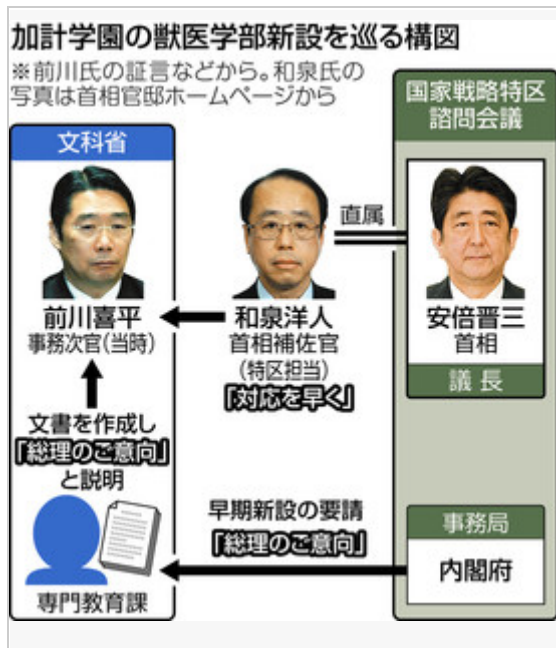 加計学園の獣医学部新設を巡る構図
※前川氏の証言などから。和泉氏の
写真は首相官邸ホームページから
文科省
前川喜平
事務次官(当時)
文書を作成し
「総理のご意向」
と説明
専門教育課
和泉洋人
首相補佐官
(特区担当)
「対応を早く」
直属
早期新設の要請
「総理のご意向」
国家戦略特区
諮問会議
安倍晋三
首相
議長
事務局
内閣府